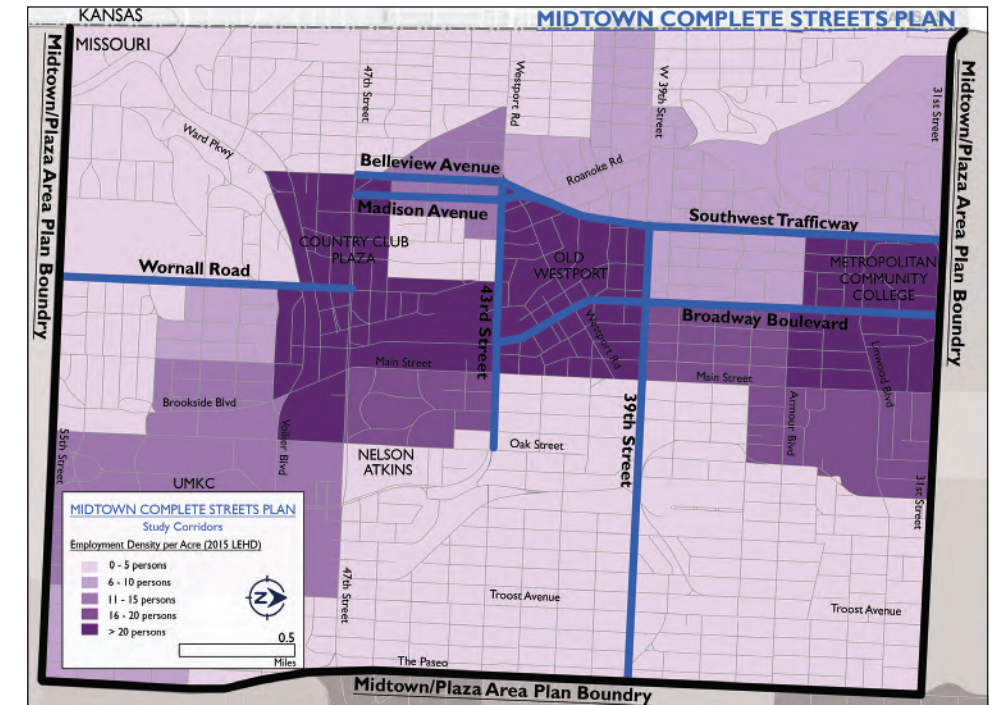 KANSAS
MIDTOWN COMPLETE STREETS PLAN
MISSOURI
Midtown/Plaza Area Plan Boundry
Midtown/Plaza Area Plan Boundry
47th Street
Westport Rd
W 39th Street
31st Street
Ward Pkwy
Belleview Avenue
Roanoke Rd
Madison Avenue
Southwest Trafficway
COUNTRY CLUB
PLAZA
OLD
WESTPORT
METROPOLITAN
COMMUNITY
COLLEGE
Wornall Road
43rd Street
Broadway Boulevard
Westport Rd
Linwood Blvd
Main Street
Main Street
Brookside Blvd
Volker Blvd
Armour Blvd
39th Street
55th Street
Oak Street
NELSON
ATKINS
UMKC
31st Street
MIDTOWN COMPLETE STREETS PLAN
Study Corridors
Employment Density per Acre (2015 LEHD)
0 - 5 persons
6 - 10 persons
11 - 15 persons
16 - 20 persons
> 20 persons
Z
0.5
Miles
47th Street
Troost Avenue
Troost Avenue
The Paseo
Midtown/Plaza Area Plan Boundry